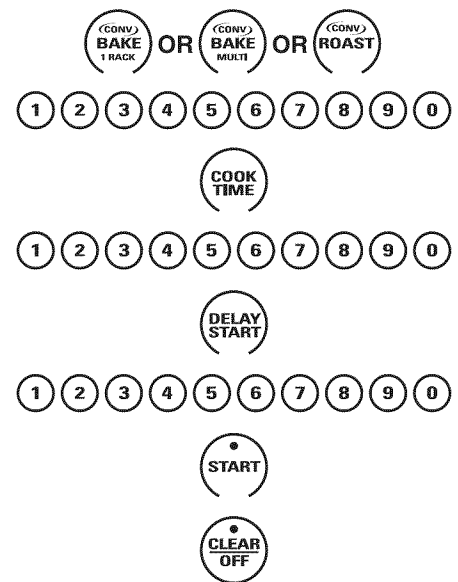 CONV CONV CONV
BAKE OR BAKE OR ROAST
1 RACK MULTI
1 2 3 4 5 6 7 8 9 0
COOK
TIME
1 2 3 4 5 6 7 8 9 0
DELAY
START
1 2 3 4 5 6 7 8 9 0
START
CLEAR
OFF